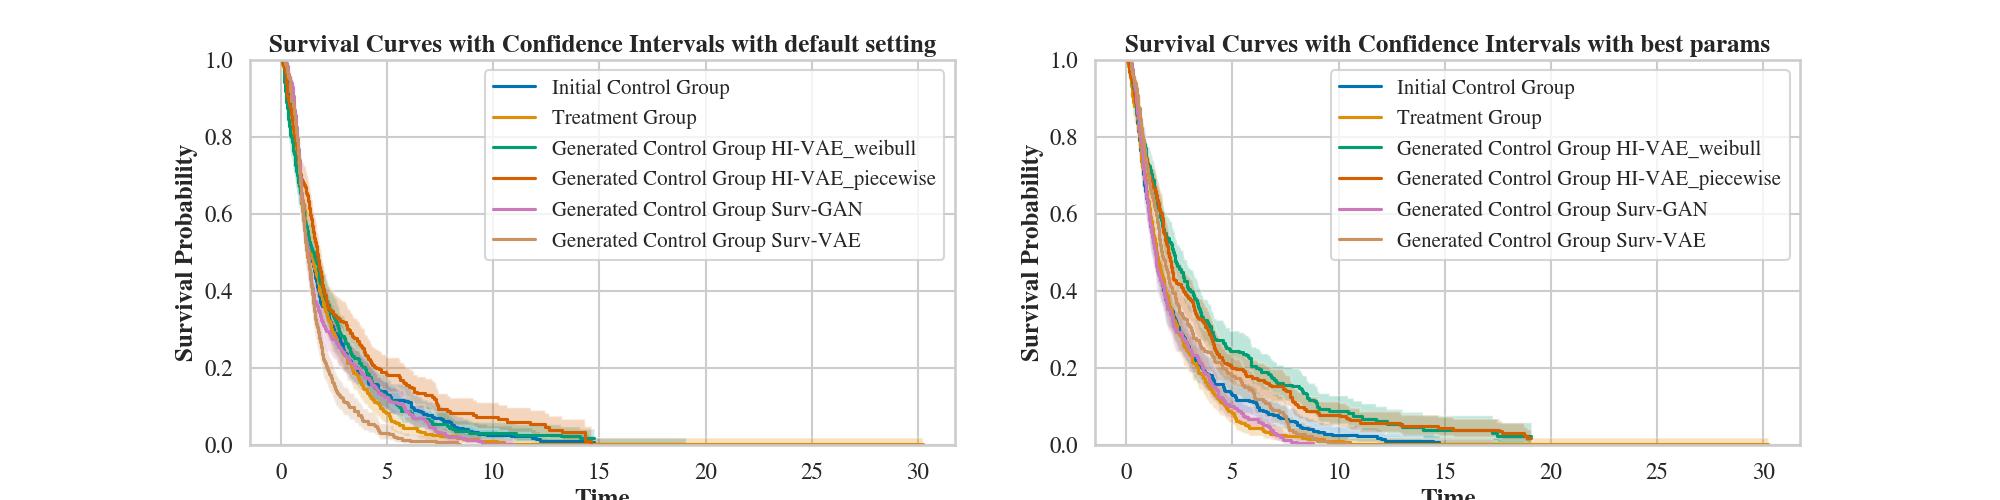 Survival Curves with Confidence Intervals with default setting
Survival Probability
1.0
0.8
0.6
0.4
0.2
0.0
Initial Control Group
Treatment Group
Generated Control Group HI-VAE_weibull
Generated Control Group HI-VAE_piecewise
Generated Control Group Surv-GAN
Generated Control Group Surv-VAE
0 5 10 15 20 25 30
Time
Survival Curves with Confidence Intervals with best params
Survival Probability
1.0
0.8
0.6
0.4
0.2
0.0
Initial Control Group
Treatment Group
Generated Control Group HI-VAE_weibull
Generated Control Group HI-VAE_piecewise
Generated Control Group Surv-GAN
Generated Control Group Surv-VAE
0 5 10 15 20 25 30
Time